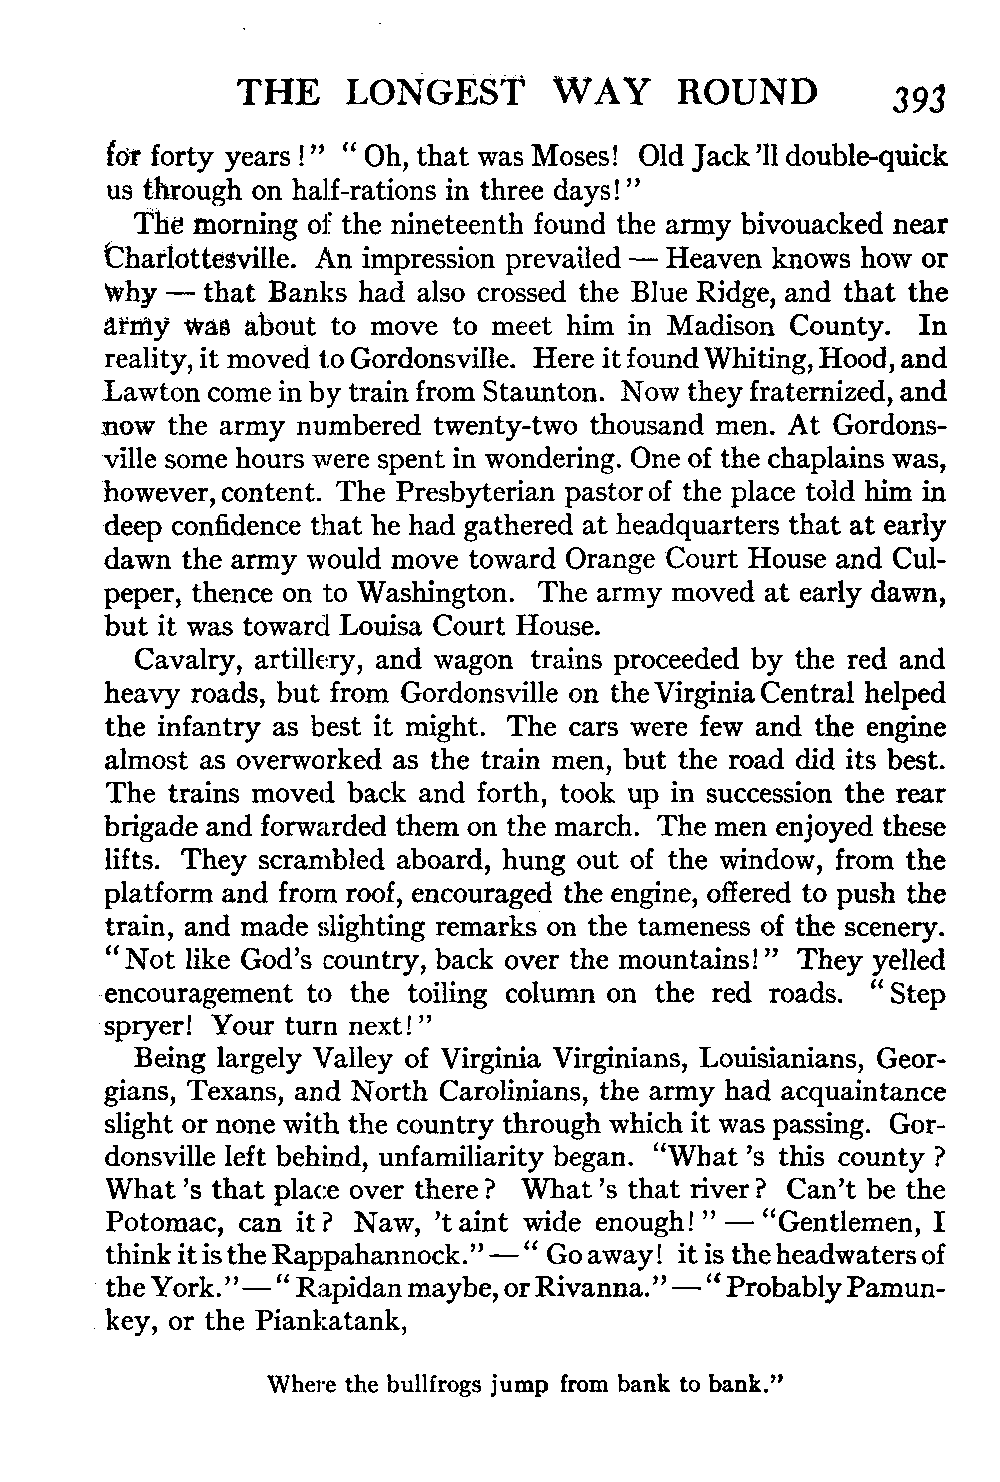 THE LONGEST WAY ROUND 393
for forty years!" "Oh, that was Moses! Old Jack'll double-quick
us through on half-rations in three days!"
The morning of the nineteenth found the army bivouacked near
Charlottesville. An impression prevailed — Heaven knows how or
why — that Banks had also crossed the Blue Ridge, and that the
army was about to move to meet him in Madison County. In
reality, it moved to Gordonsville. Here it found Whiting, Hood, and
Lawton come in by train from Staunton. Now they fraternized, and
now the army numbered twenty-two thousand men. At Gordons-
ville some hours were spent in wondering. One of the chaplains was,
however, content. The Presbyterian pastor of the place told him in
deep confidence that he had gathered at headquarters that at early
dawn the army would move toward Orange Court House and Cul-
peper, thence on to Washington. The army moved at early dawn,
but it was toward Louisa Court House.
Cavalry, artillery, and wagon trains proceeded by the red and
heavy roads, but from Gordonsville on the Virginia Central helped
the infantry as best it might. The cars were few and the engine
almost as overworked as the train men, but the road did its best.
The trains moved back and forth, took up in succession the rear
brigade and forwarded them on the march. The men enjoyed these
lifts. They scrambled aboard, hung out of the window, from the
platform and from roof, encouraged the engine, offered to push the
train, and made slighting remarks on the tameness of the scenery.
"Not like God's country, back over the mountains!" They yelled
encouragement to the toiling column on the red roads. "Step
spryer! Your turn next!"
Being largely Valley of Virginia Virginians, Louisianians, Geor-
gians, Texans, and North Carolinians, the army had acquaintance
slight or none with the country through which it was passing. Gor-
donsville left behind, unfamiliarity began. "What's this county?
What's that place over there? What's that river? Can't be the
Potomac, can it? Naw, 'taint wide enough!" — "Gentlemen, I
think it is the Rappahannock." — "Go away! it is the headwaters of
the York." — "Rapidan maybe, or Rivanna." — "Probably Pamun-
key, or the Piankatank,
Where the bullfrogs jump from bank to bank."